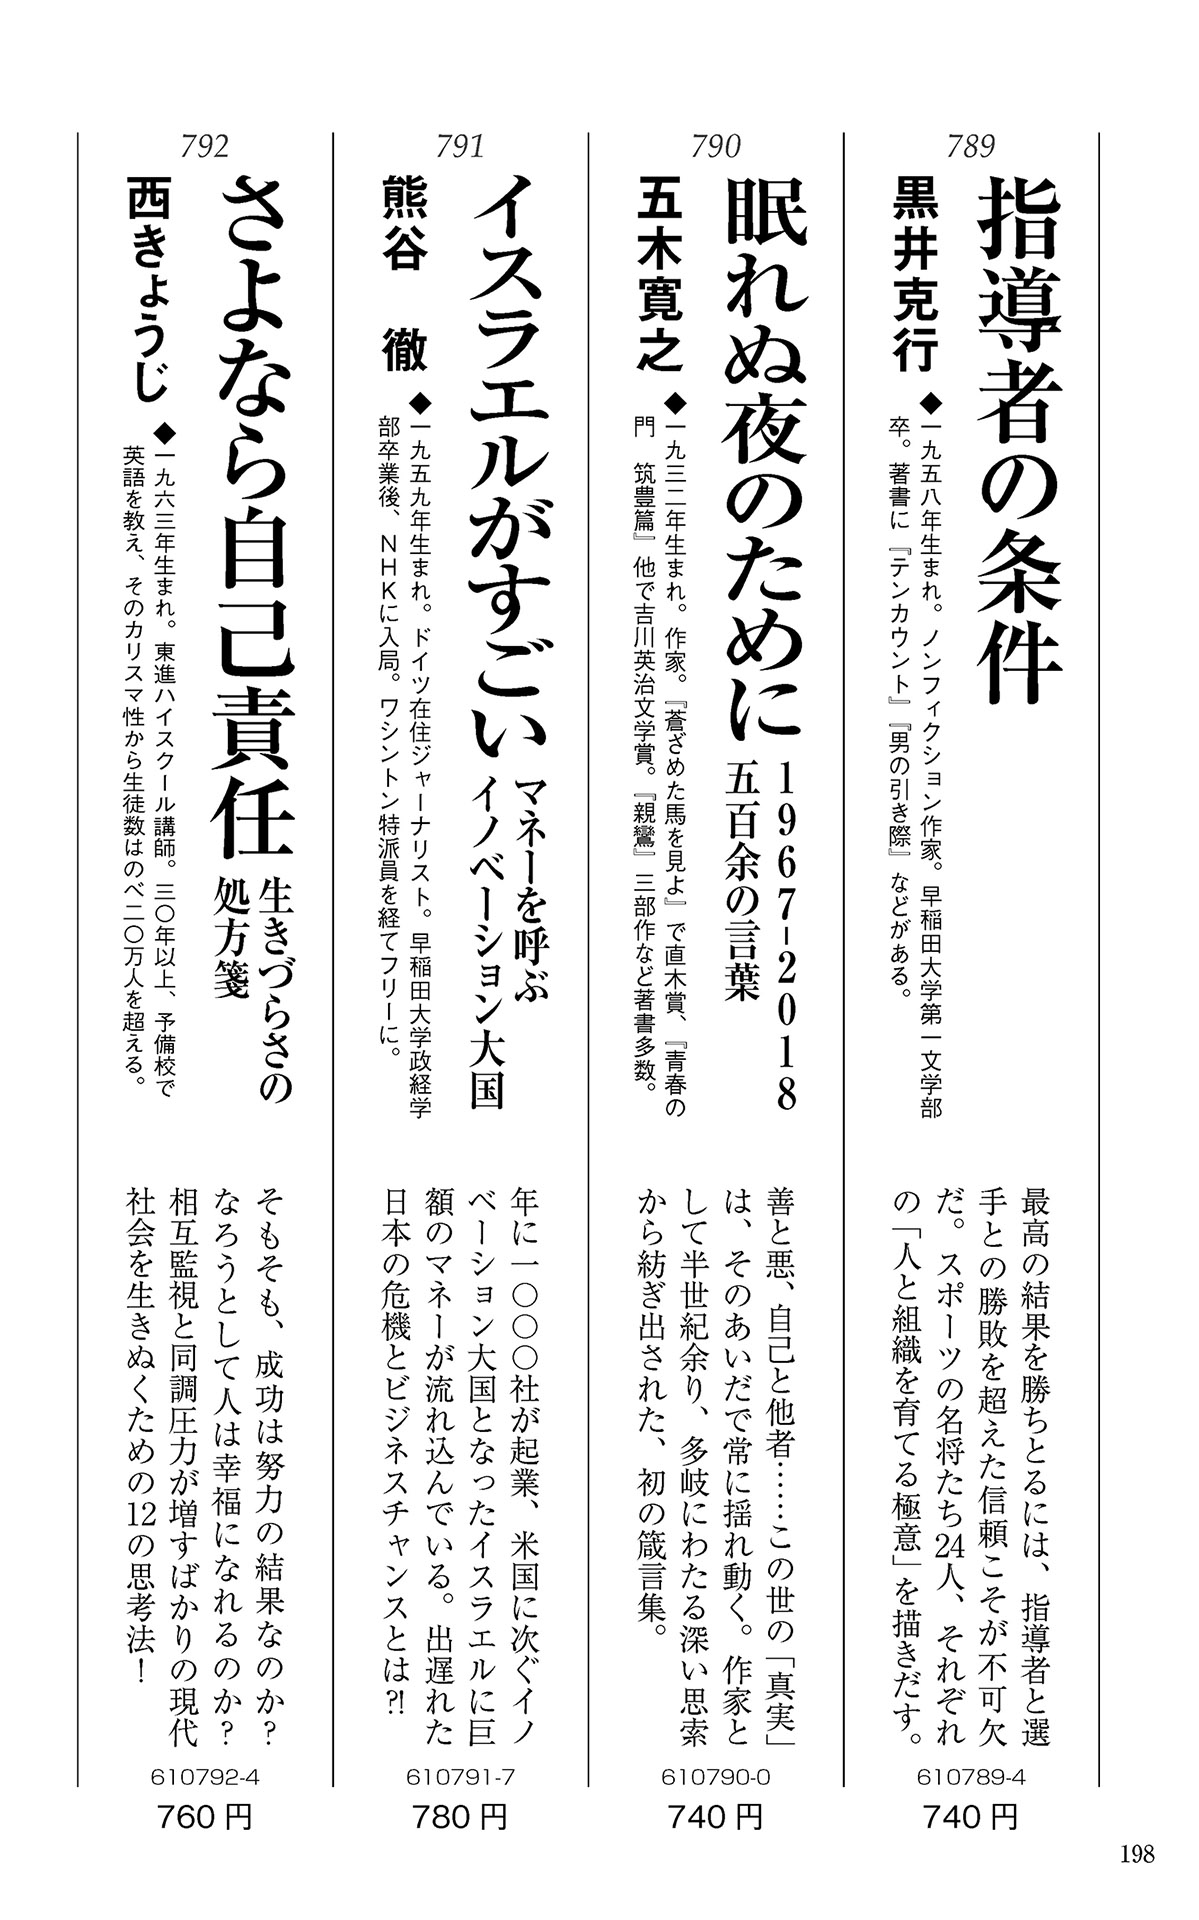 789
指導者の条件
黒井克行
◆一九五八年生まれ。ノンフィクション作家。早稲田大学第一文学部
卒。著書に『テンカウント』『男の引き際』などがある。
最高の結果を勝ちとるには、指導者と選
手との勝敗を超えた信頼こそが不可欠
だ。スポーツの名将たち24人、それぞれ
の「人と組織を育てる極意」を描きだす。
610789-4
740円
790
眠れぬ夜のために
1967-2018
五百余の言葉
五木寛之
◆一九三二年生まれ。作家。『蒼ざめた馬を見よ』で直木賞、『青春の
門 筑豊篇』他で吉川英治文学賞。『親鸞』三部作など著書多数。
善と悪、自己と他者……この世の「真実」
は、そのあいだで常に揺れ動く。作家と
して半世紀余り、多岐にわたる深い思索
から紡ぎ出された、初の箴言集。
610790-0
740円
791
イスラエルがすごい
マネーを呼ぶ
イノベーション大国
熊谷 徹
◆一九五九年生まれ。ドイツ在住ジャーナリスト。早稲田大学政経学
部卒業後、NHKに入局。ワシントン特派員を経てフリーに。
年に一〇〇〇社が起業、米国に次ぐイノ
ベーション大国となったイスラエルに巨
額のマネーが流れ込んでいる。出遅れた
日本の危機とビジネスチャンスとは?!
610791-7
780円
792
さよなら自己責任
生きづらさの
処方箋
西きょうじ
◆一九六三年生まれ。東進ハイスクール講師。三〇年以上、予備校で
英語を教え、そのカリスマ性から生徒数はのべ二〇万人を超える。
そもそも、成功は努力の結果なのか?
なろうとして人は幸福になれるのか?
相互監視と同調圧力が増すばかりの現代
社会を生きぬくための12の思考法!
610792-4
760円
198